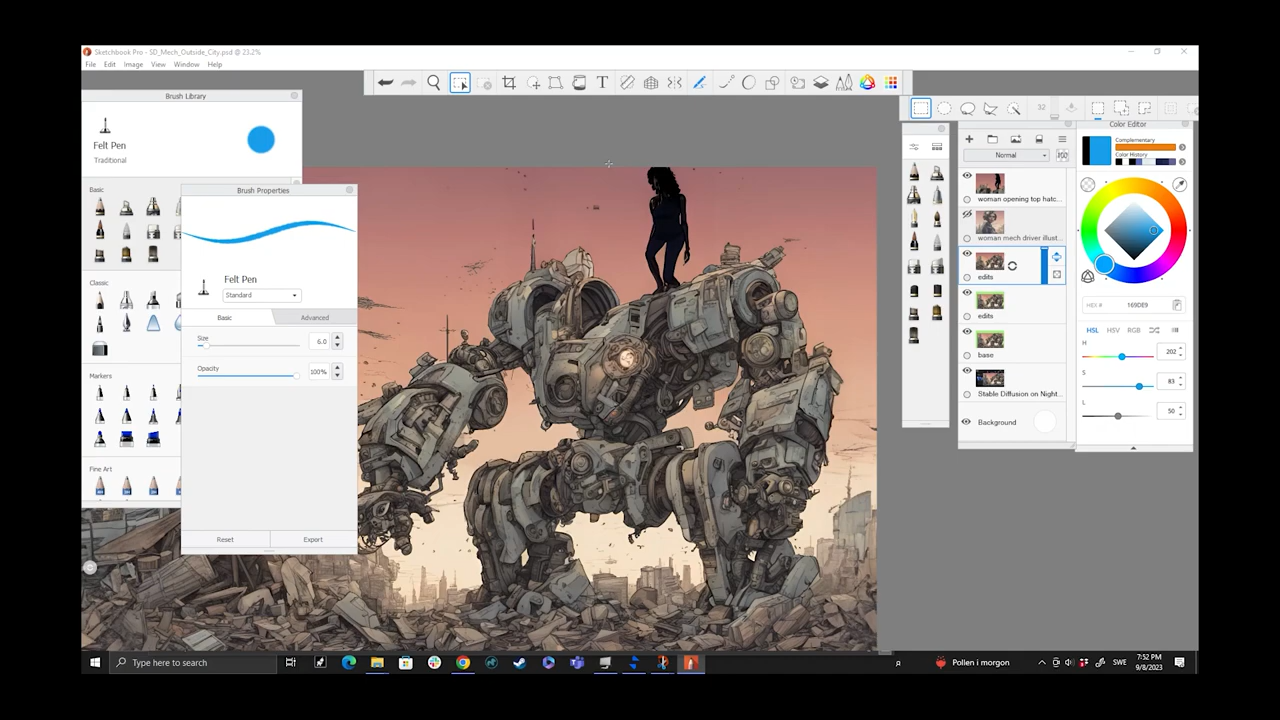 Sketchbook Pro - SD_Mech_Outside_City.psd @ 23.2%
File Edit Image View Window Help
Brush Library
Felt Pen
Traditional
Basic
Classic
Markers
Fine Art
Brush Properties
Felt Pen
Standard
Basic Advanced
Size
6.0
Opacity
100%
Reset Export
32
Normal
woman opening top hatc...
woman mech driver illust...
edits
edits
base
Stable Diffusion on Night...
Background
Color Editor
Complementary
Color History
HEX # 169DE9
HSL HSV RGB
H
202
S
83
L
50
Type here to search
Pollen i morgon
SWE
7:52 PM
9/8/2023